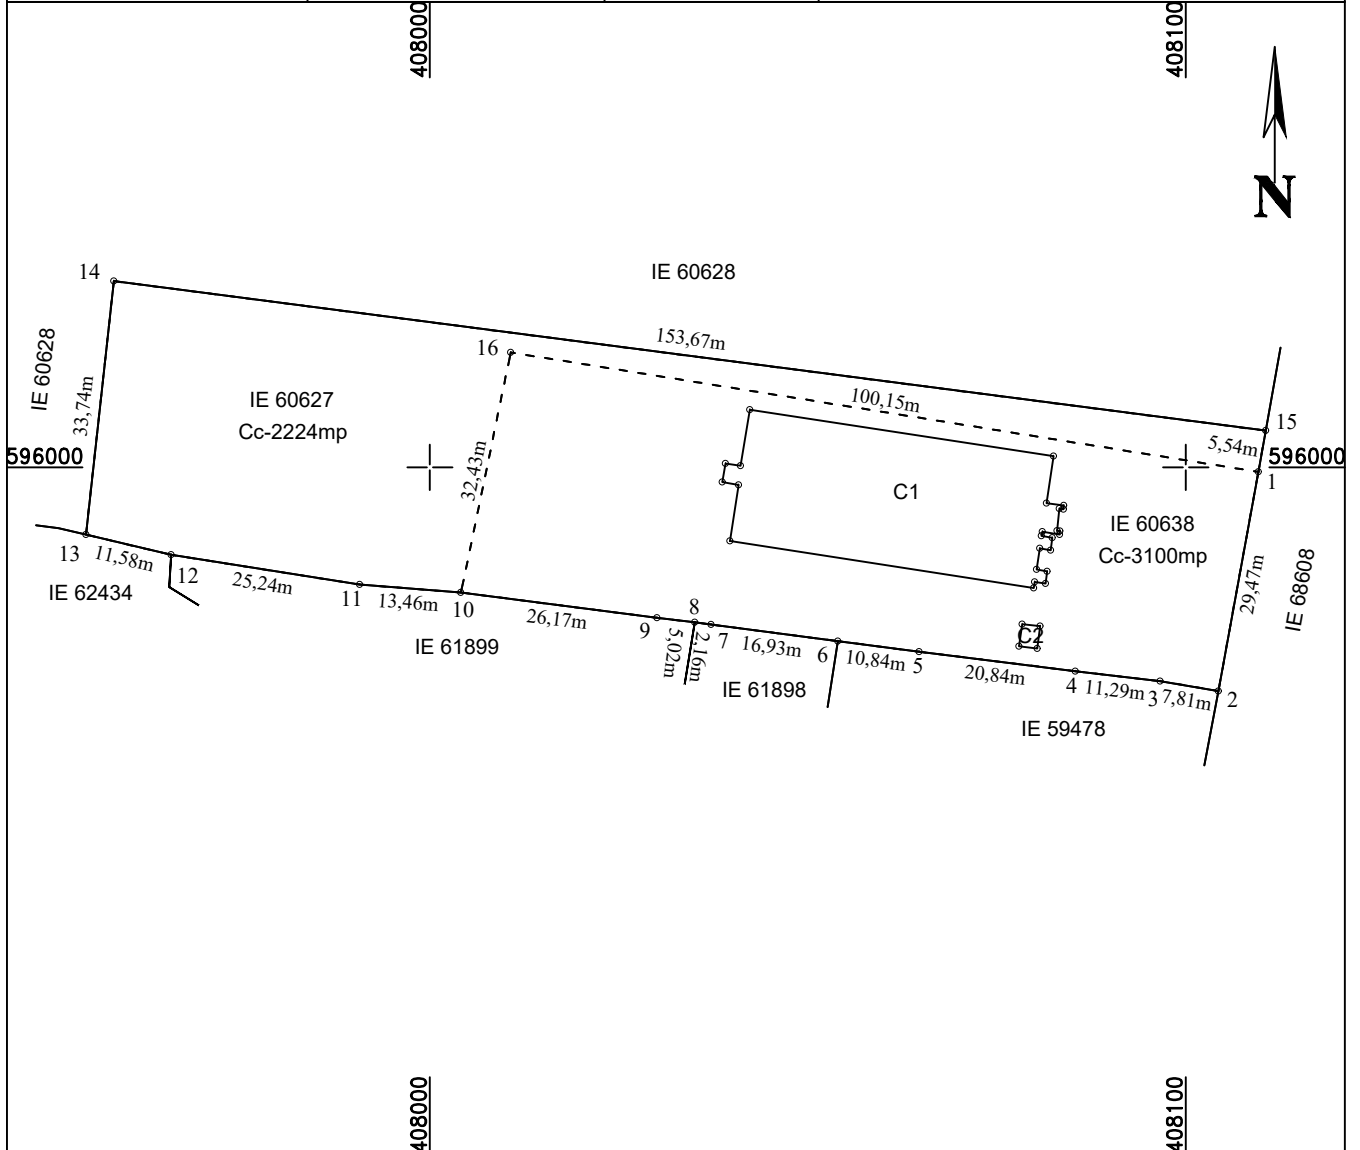 408000
408100
N
14
IE 60628
IE 60628
153,67m
16
33,74m
IE 60627
Cc-2224mp
100,15m
15
5,54m
596000
596000
32,43m
1
C1
IE 60638
Cc-3100mp
13
11,58m
12
25,24m
11
13,46m
10
26,17m
9
8
7
5,02m
2,16m
16,93m
6
10,84m
5
20,84m
4
11,29m
3
7,81m
2
C2
29,47m
IE 68608
IE 62434
IE 61899
IE 61898
IE 59478
408000
408100